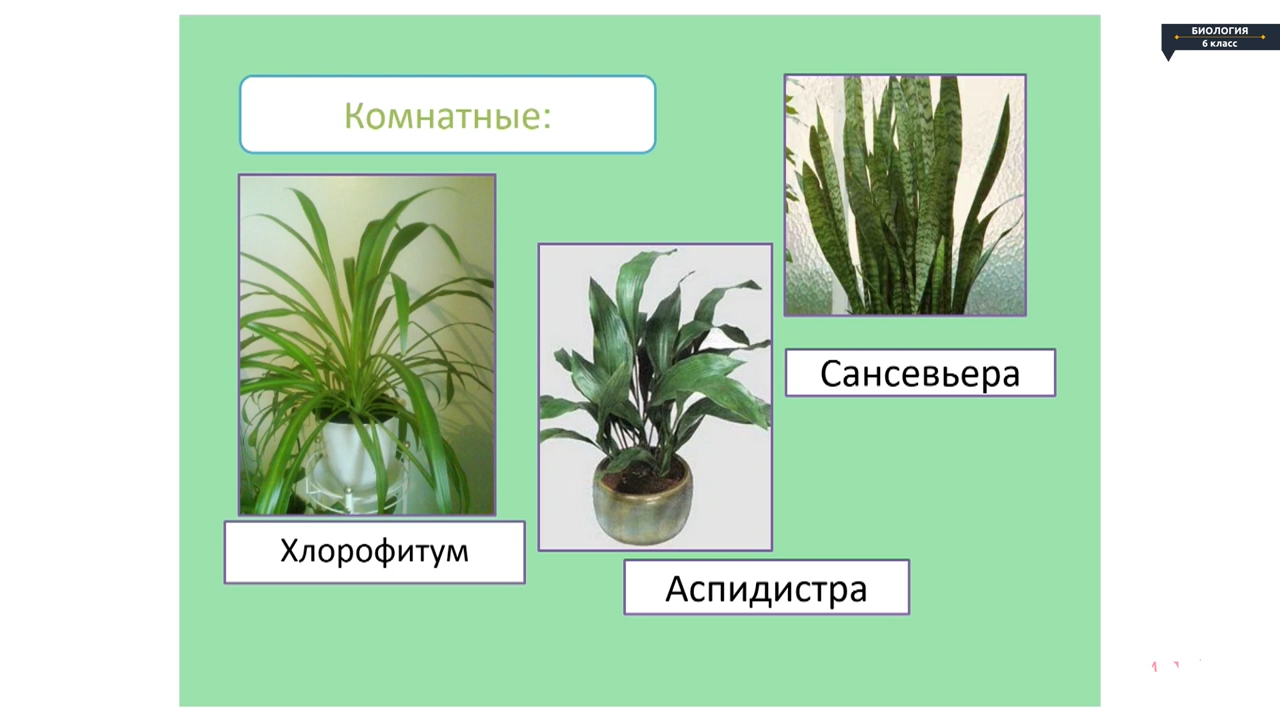 БИОЛОГИЯ
6 класс
Комнатные:
Сансевьера
Хлорофитум
Аспидистра